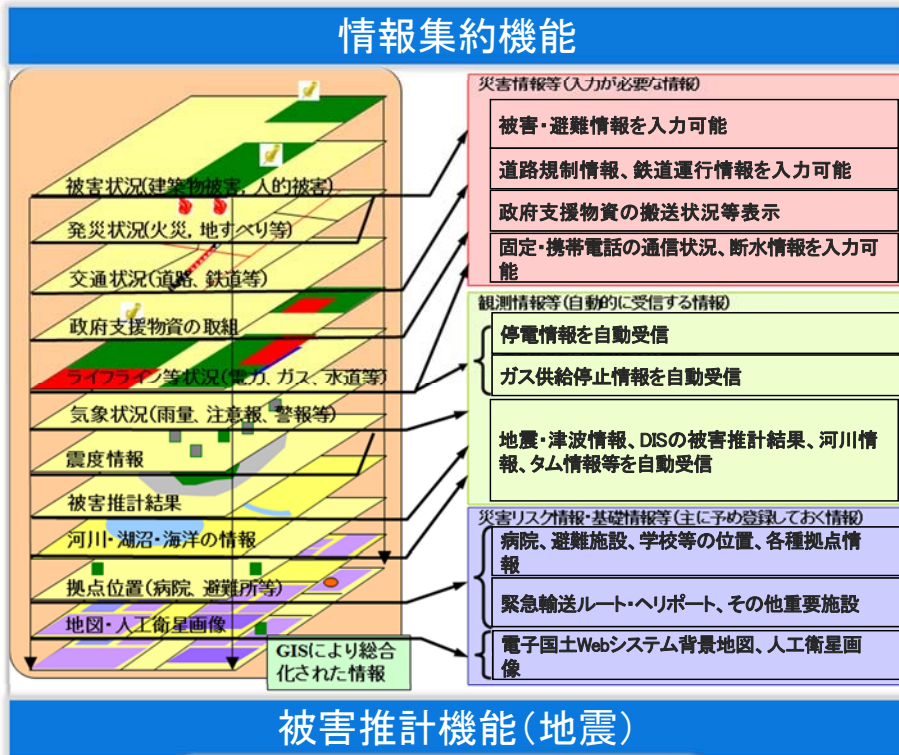 情報集約機能
被害状況(建築物被害, 人的被害)
発災状況(火災, 地すべり等)
交通状況(道路、鉄道等)
政府支援物資の取組
ライフライン等状況(電力、ガス、水道等)
気象状況(雨量、注意報、警報等)
震度情報
被害推計結果
河川・湖沼・海洋の情報
拠点位置(病院、避難所等)
地図・人工衛星画像
GISにより総合
化された情報
災害情報等(入力が必要な情報)
被害・避難情報を入力可能
道路規制情報、鉄道運行情報を入力可能
政府支援物資の搬送状況等表示
固定・携帯電話の通信状況、断水情報を入力可
能
観測情報等(自動的に受信する情報)
停電情報を自動受信
ガス供給停止情報を自動受信
地震・津波情報、DISの被害推計結果、河川情
報、タム情報等を自動受信
災害リスク情報・基礎情報等(主に予め登録しておく情報)
病院、避難施設、学校等の位置、各種拠点情
報
緊急輸送ルート・ヘリポート、その他重要施設
電子国土Webシステム背景地図、人工衛星画
像
被害推計機能(地震)